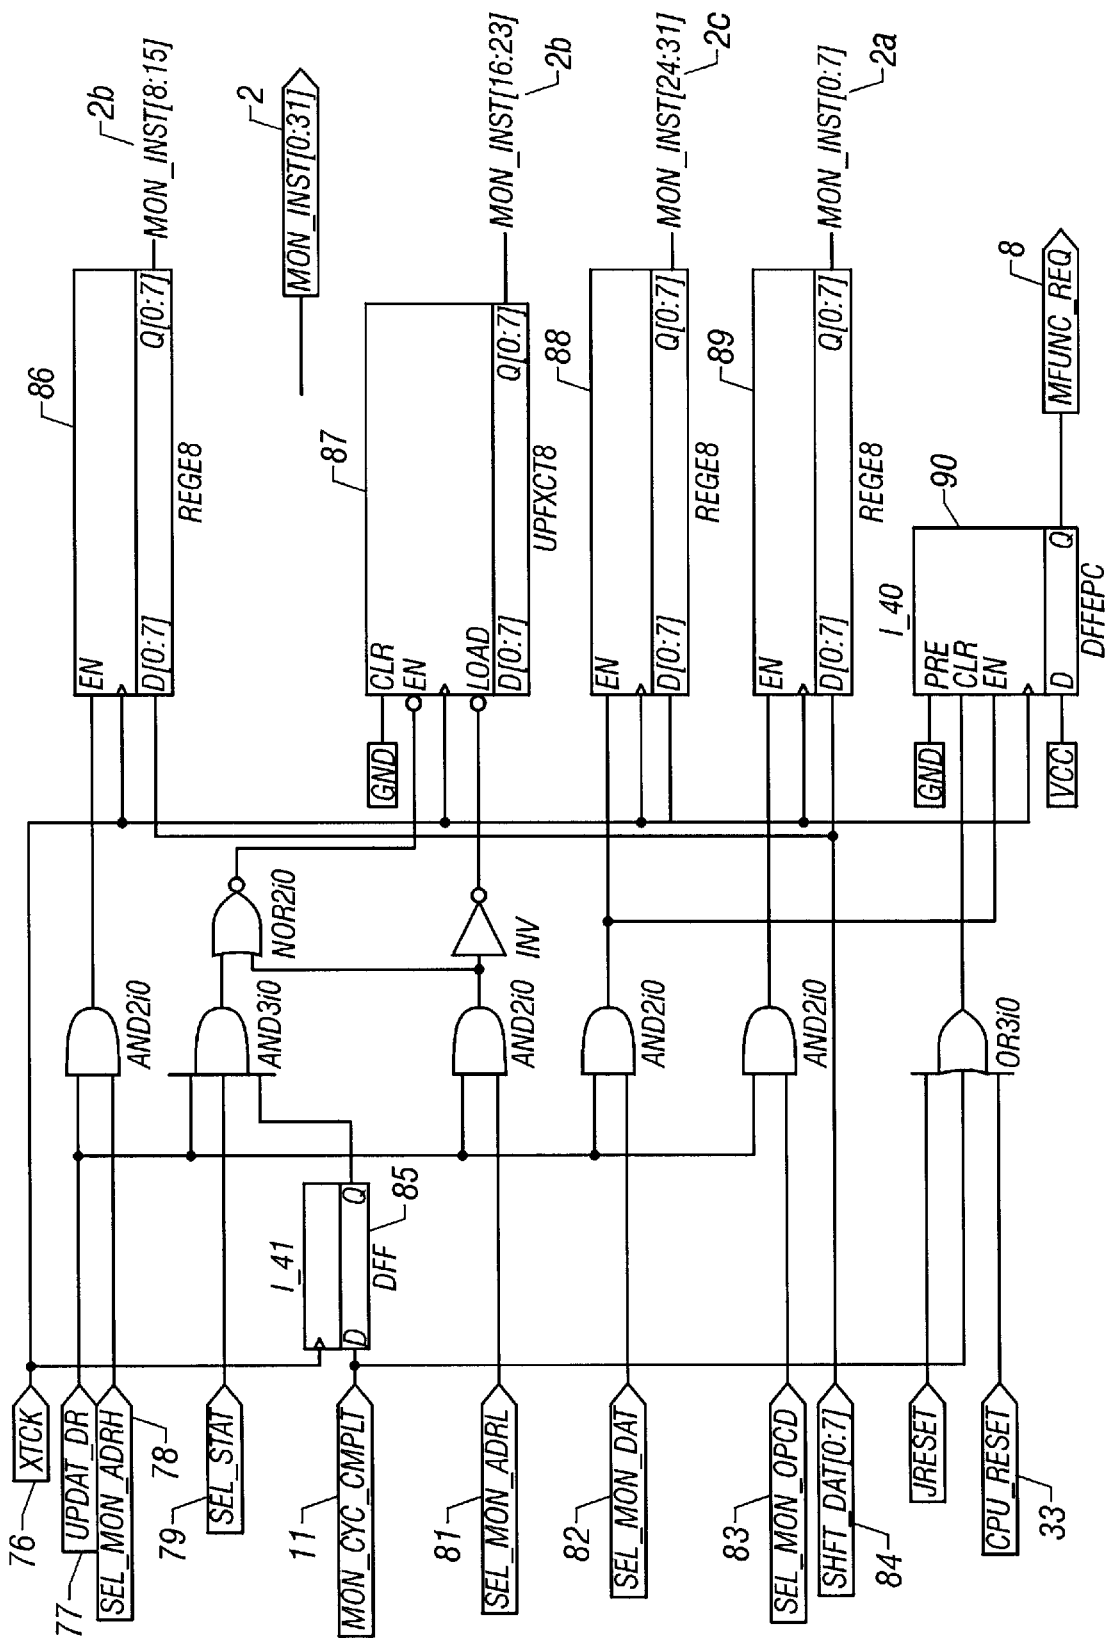 76
XTCK
77
UPDAT_DR
SEL_MON_ADRH
78
79
SEL_STAT
11
MON_CYC_CMPLT
81
SEL_MON_ADRL
82
SEL_MON_DAT
83
SEL_MON_OPCD
SHFT_DAT[0:7]
84
JRESET
CPU_RESET
33
I_41
D
Q
DFF
85
AND2i0
AND3i0
NOR2i0
AND2i0
INV
AND2i0
AND2i0
OR3i0
86
EN
D[0:7]
Q[0:7]
REGE8
2b
MON_INST[8:15]
2
MON_INST[0:31]
87
GND
CLR
EN
LOAD
D[0:7]
Q[0:7]
UPFXCT8
MON_INST[16:23]
2b
88
EN
D[0:7]
Q[0:7]
REGE8
MON_INST[24:31]
2c
89
EN
D[0:7]
Q[0:7]
REGE8
MON_INST[0:7]
2a
I_40
90
GND
PRE
CLR
EN
VCC
D
Q
DFFEPC
8
MFUNC_REQ